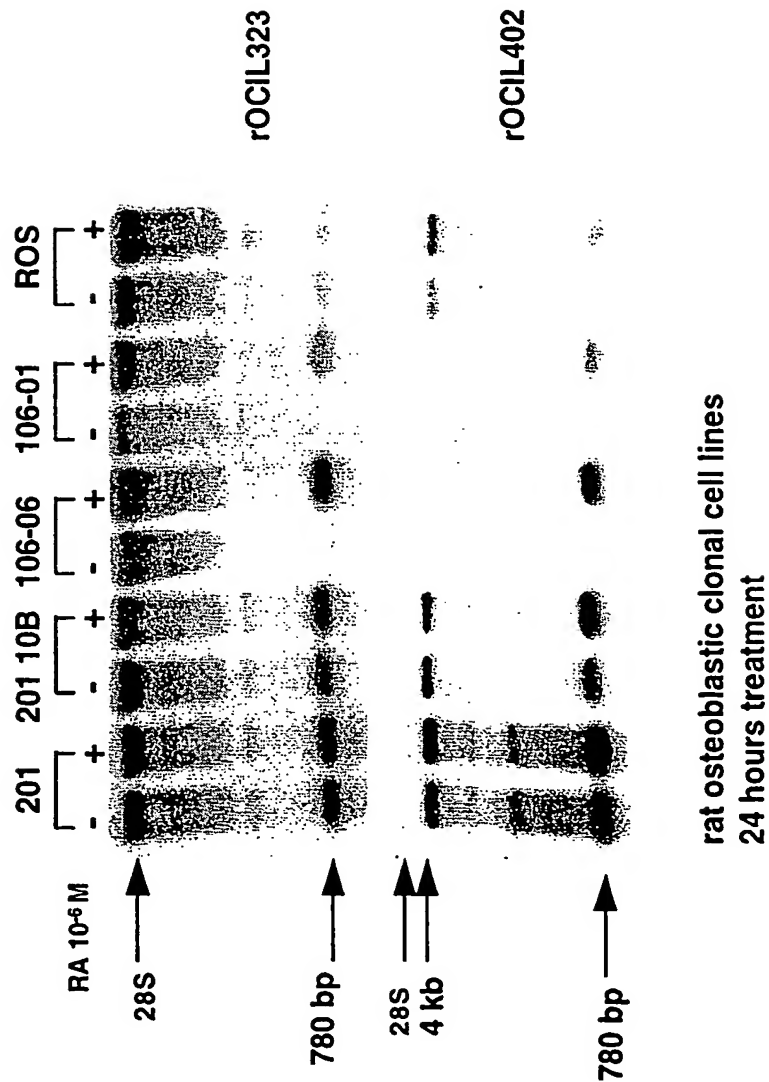 201 201 10B 106-06 106-01 ROS
RA 10⁻⁶ M - + - + - + - + - +
28S
780 bp
rOCIL323
28S
4 kb
780 bp
rOCIL402
rat osteoblastic clonal cell lines
24 hours treatment